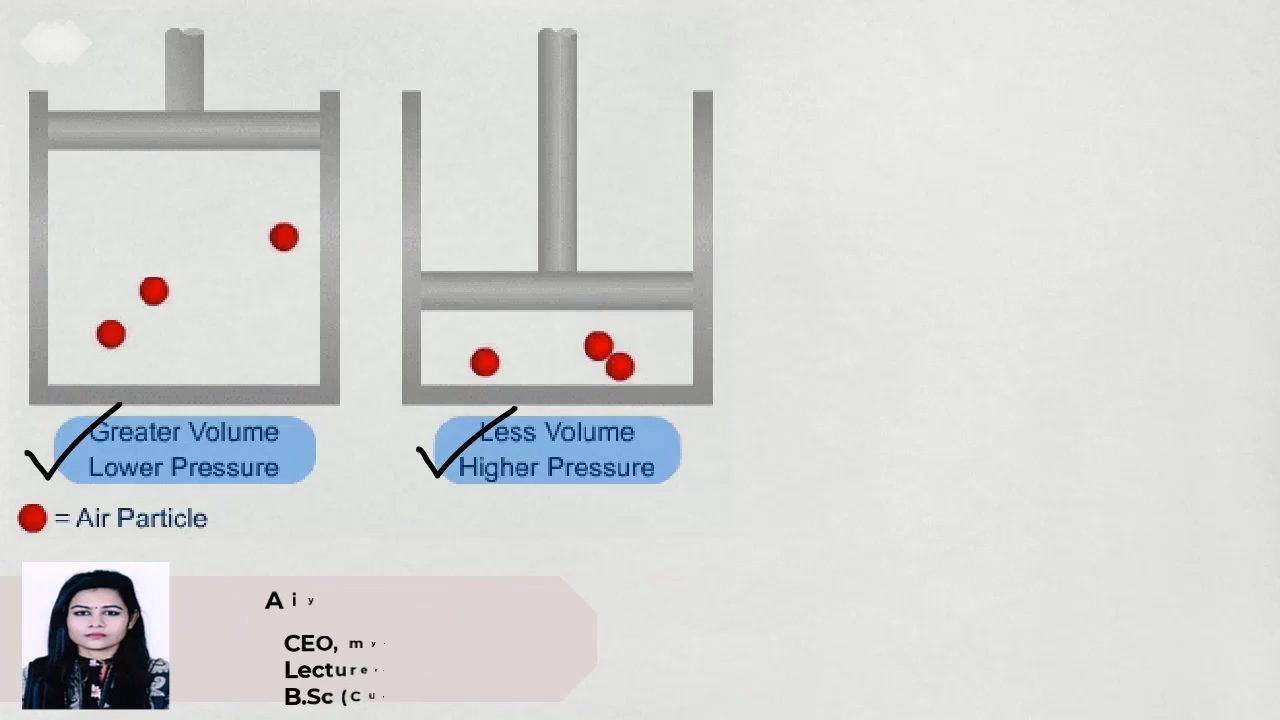 Greater Volume
Lower Pressure
Less Volume
Higher Pressure
= Air Particle
A i y
CEO, m y
Lecture r
B.Sc (C u